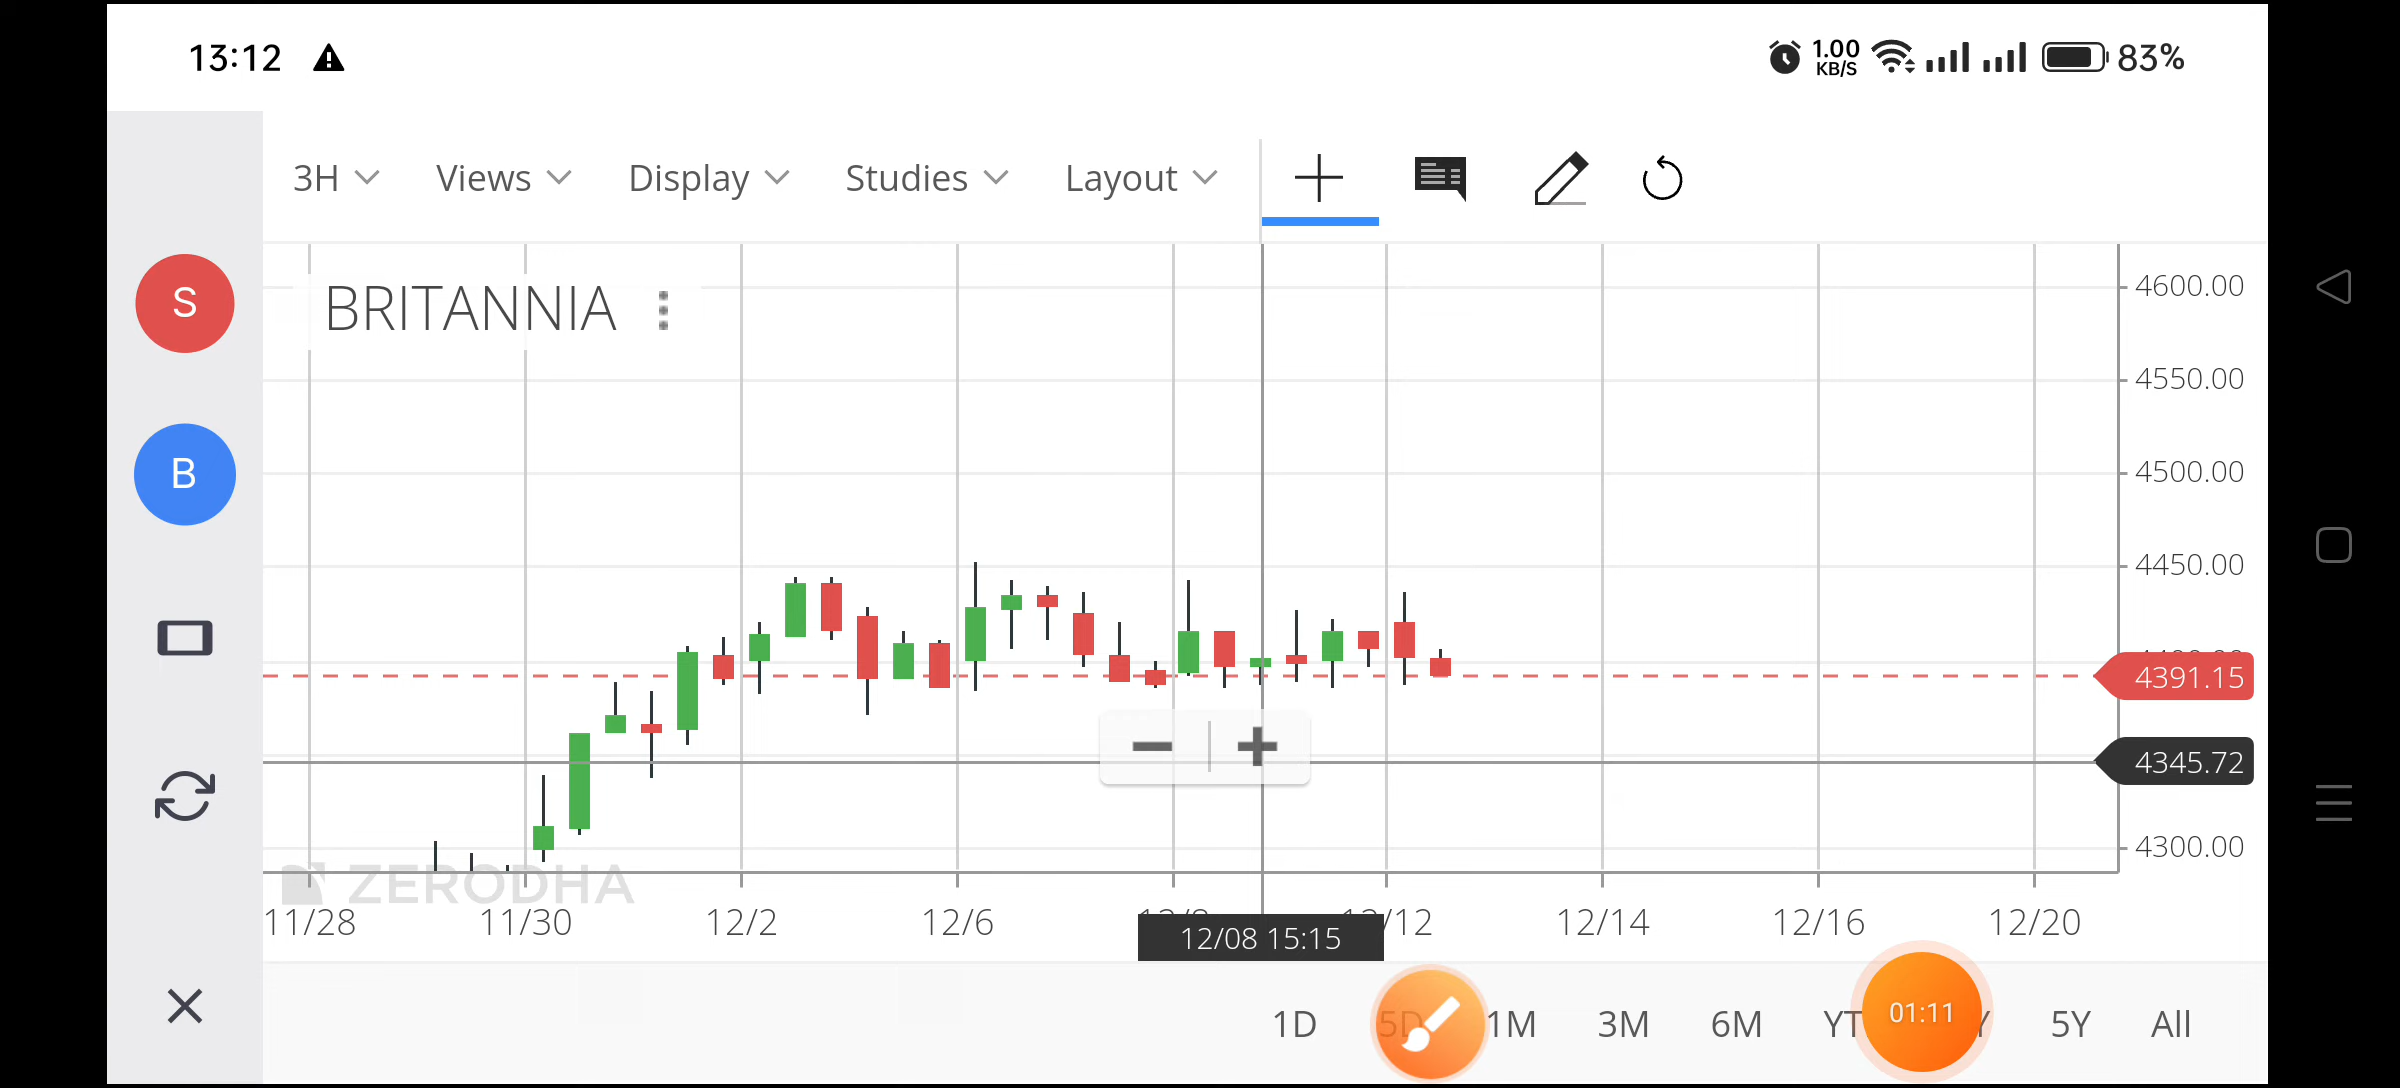 13:12
1.00
KB/S
83%
3H Views Display Studies Layout
S
BRITANNIA
B
4600.00
4550.00
4500.00
4450.00
4391.15
4345.72
4300.00
ZERODHA
11/28 11/30 12/2 12/6 /12 12/14 12/16 12/20
12/08 15:15
1D 5D 1M 3M 6M 5Y All
01:11